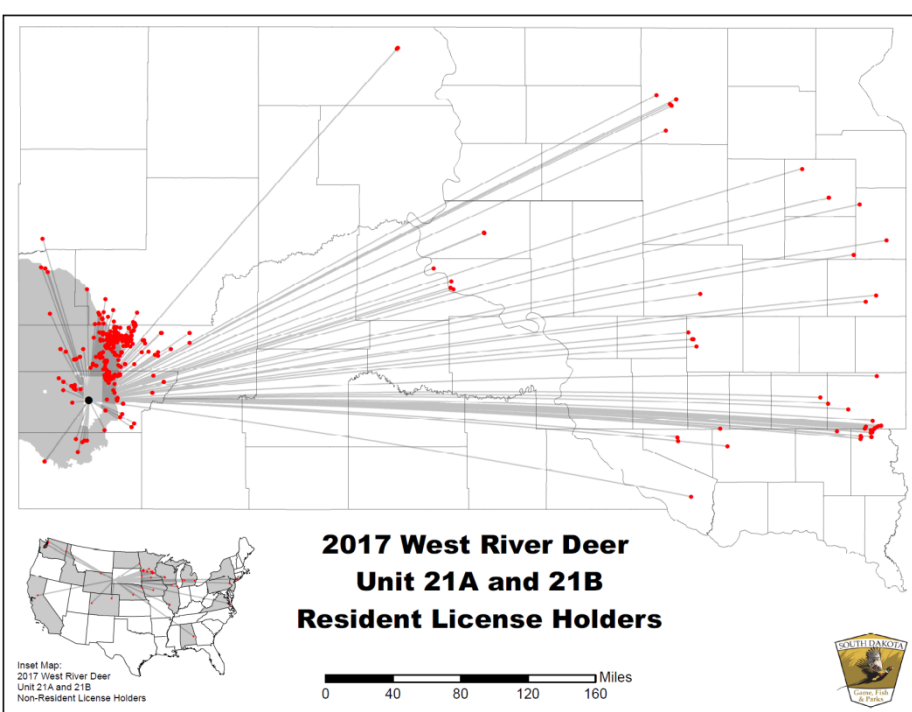 2017 West River Deer
Unit 21A and 21B
Resident License Holders
Inset Map:
2017 West River Deer
Unit 21A and 21B
Non-Resident License Holders
Miles
0 40 80 120 160
SOUTH DAKOTA
Game, Fish
& Parks